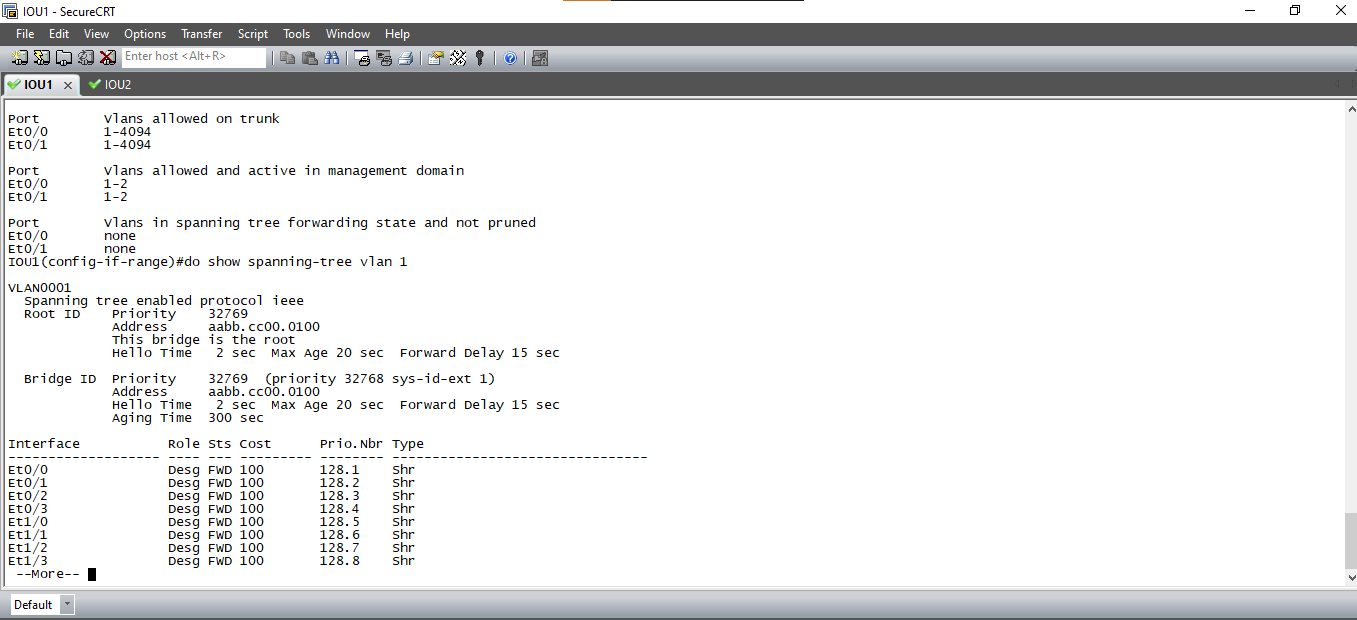 IOU1 - SecureCRT
File Edit View Options Transfer Script Tools Window Help
Enter host <Alt+R>
IOU1 IOU2
Port Vlans allowed on trunk
Et0/0 1-4094
Et0/1 1-4094
Port Vlans allowed and active in management domain
Et0/0 1-2
Et0/1 1-2
Port Vlans in spanning tree forwarding state and not pruned
Et0/0 none
Et0/1 none
IOU1(config-if-range)#do show spanning-tree vlan 1
VLAN0001
Spanning tree enabled protocol ieee
Root ID Priority 32769
Address aabb.cc00.0100
This bridge is the root
Hello Time 2 sec Max Age 20 sec Forward Delay 15 sec
Bridge ID Priority 32769 (priority 32768 sys-id-ext 1)
Address aabb.cc00.0100
Hello Time 2 sec Max Age 20 sec Forward Delay 15 sec
Aging Time 300 sec
Interface Role Sts Cost Prio.Nbr Type
------------------- ---- --- --------- -------- --------------------------------
Et0/0 Desg FWD 100 128.1 Shr
Et0/1 Desg FWD 100 128.2 Shr
Et0/2 Desg FWD 100 128.3 Shr
Et0/3 Desg FWD 100 128.4 Shr
Et1/0 Desg FWD 100 128.5 Shr
Et1/1 Desg FWD 100 128.6 Shr
Et1/2 Desg FWD 100 128.7 Shr
Et1/3 Desg FWD 100 128.8 Shr
--More--
Default